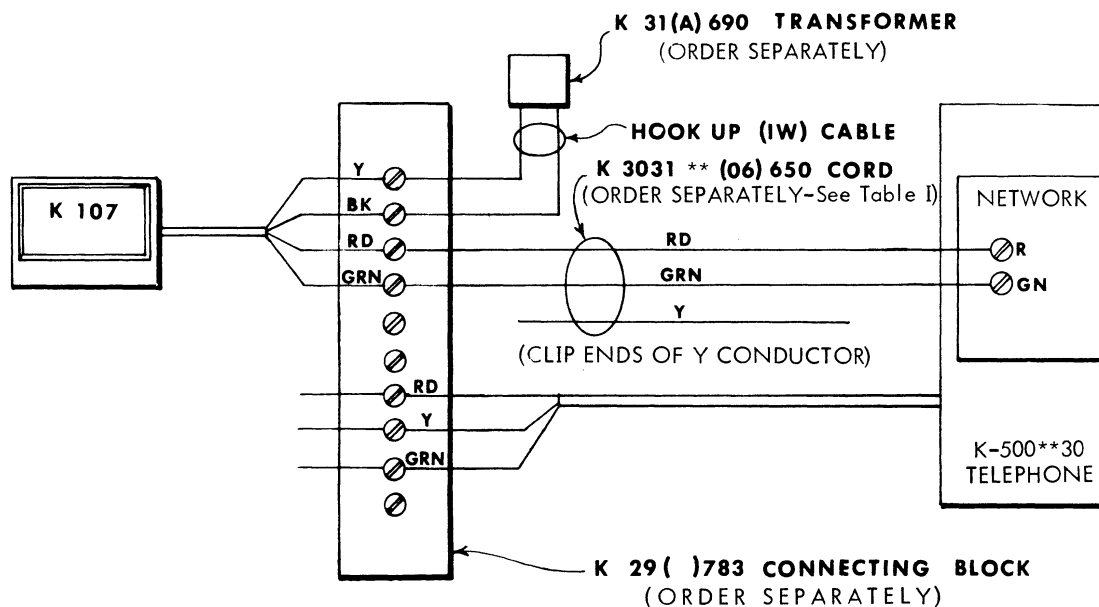 K 31(A) 690 TRANSFORMER
(ORDER SEPARATELY)
HOOK UP (IW) CABLE
K 3031 ** (06) 650 CORD
(ORDER SEPARATELY-See Table I)
K 107
Y
BK
RD
GRN
RD
GRN
Y
(CLIP ENDS OF Y CONDUCTOR)
NETWORK
R
GN
RD
Y
GRN
K-500**30
TELEPHONE
K 29( )783 CONNECTING BLOCK
(ORDER SEPARATELY)